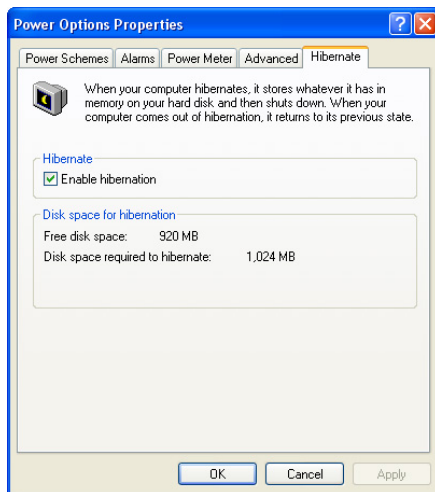 Power Options Properties
Power Schemes Alarms Power Meter Advanced Hibernate
When your computer hibernates, it stores whatever it has in
memory on your hard disk and then shuts down. When your
computer comes out of hibernation, it returns to its previous state.
Hibernate
Enable hibernation
Disk space for hibernation
Free disk space: 920 MB
Disk space required to hibernate: 1,024 MB
OK Cancel Apply